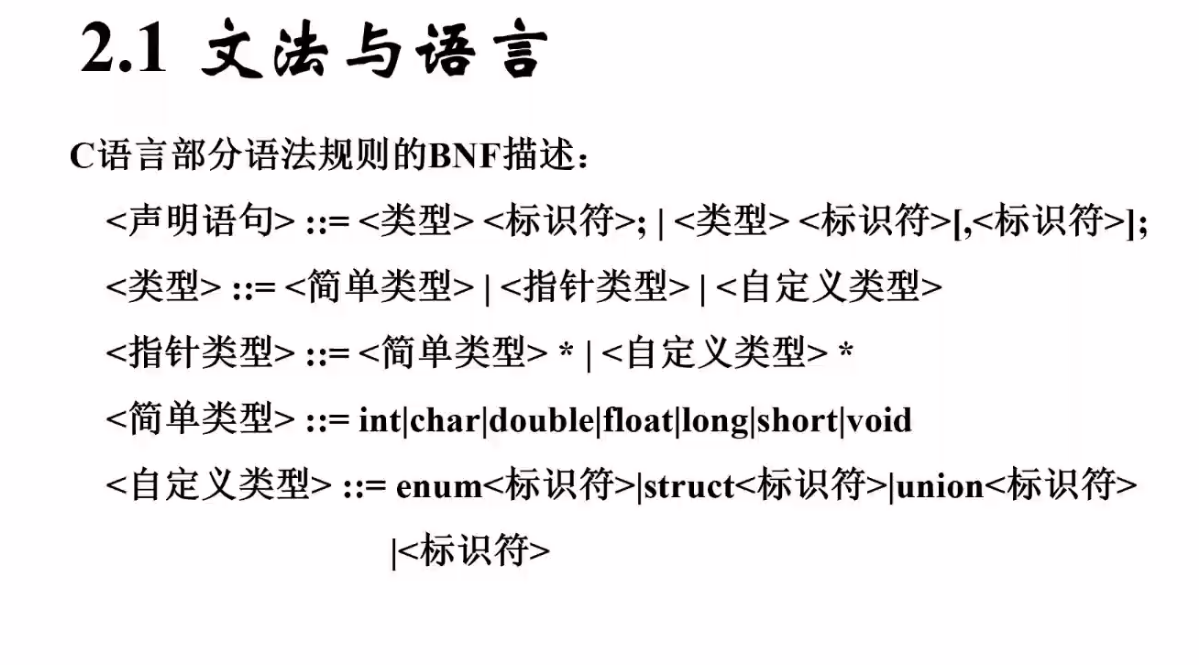 2.1 文法与语言
C语言部分语法规则的BNF描述：
<声明语句> ::= <类型> <标识符>; | <类型> <标识符>[,<标识符>];
<类型> ::= <简单类型> | <指针类型> | <自定义类型>
<指针类型> ::= <简单类型> * | <自定义类型> *
<简单类型> ::= int|char|double|float|long|short|void
<自定义类型> ::= enum<标识符>|struct<标识符>|union<标识符>
|<标识符>